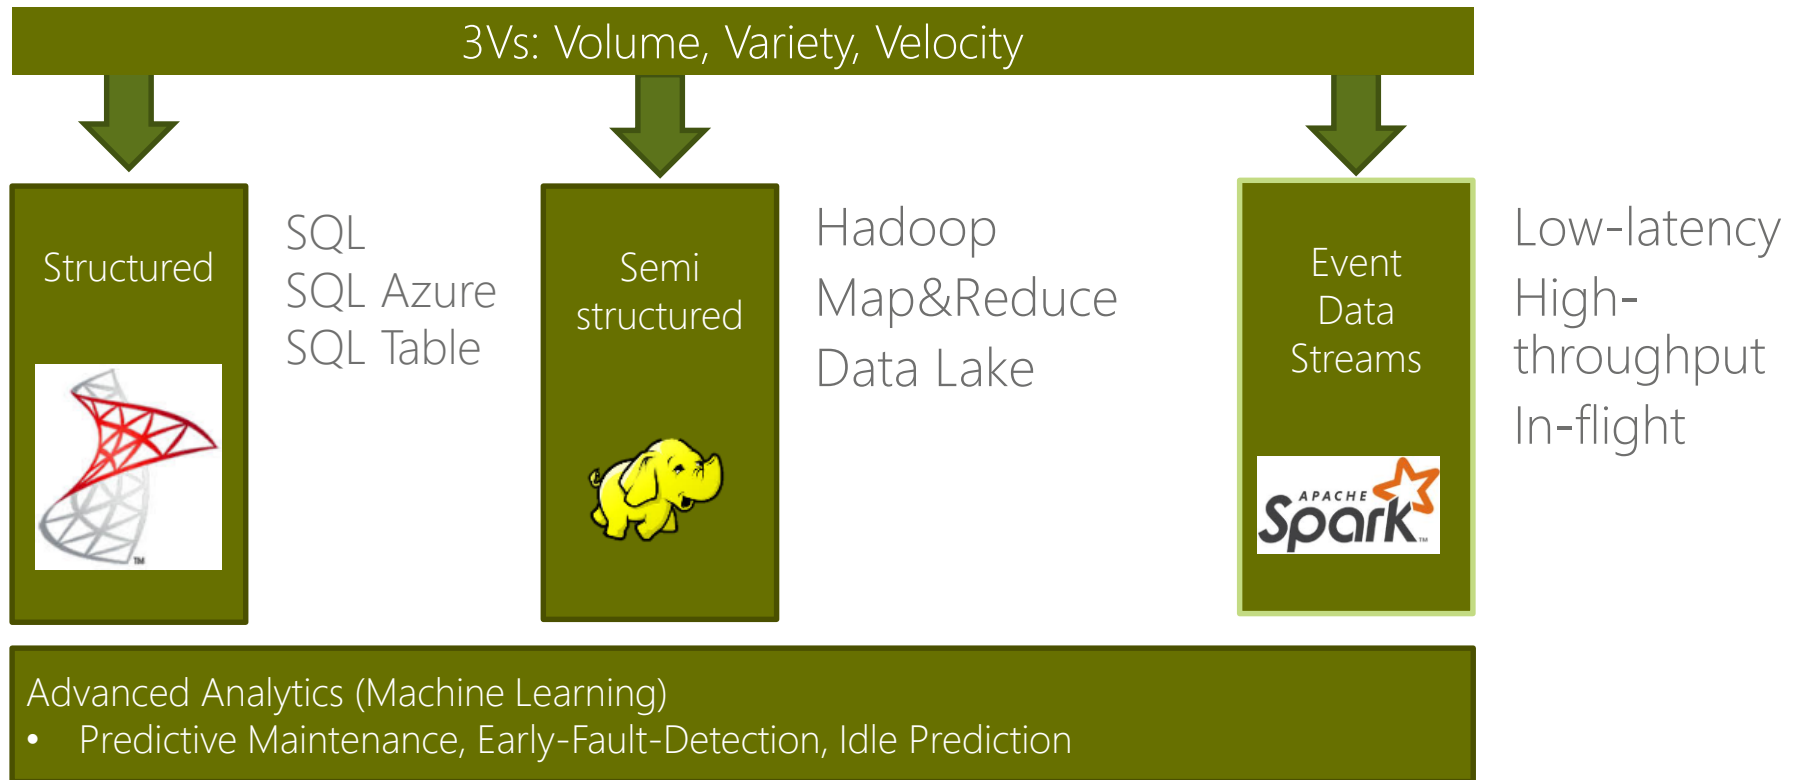 3Vs: Volume, Variety, Velocity
Structured
SQL
SQL Azure
SQL Table
TM
Semi
structured
Hadoop
Map&Reduce
Data Lake
Event
Data
Streams
APACHE
Spark
TM
Low-latency
High-
throughput
In-flight
Advanced Analytics (Machine Learning)
• Predictive Maintenance, Early-Fault-Detection, Idle Prediction